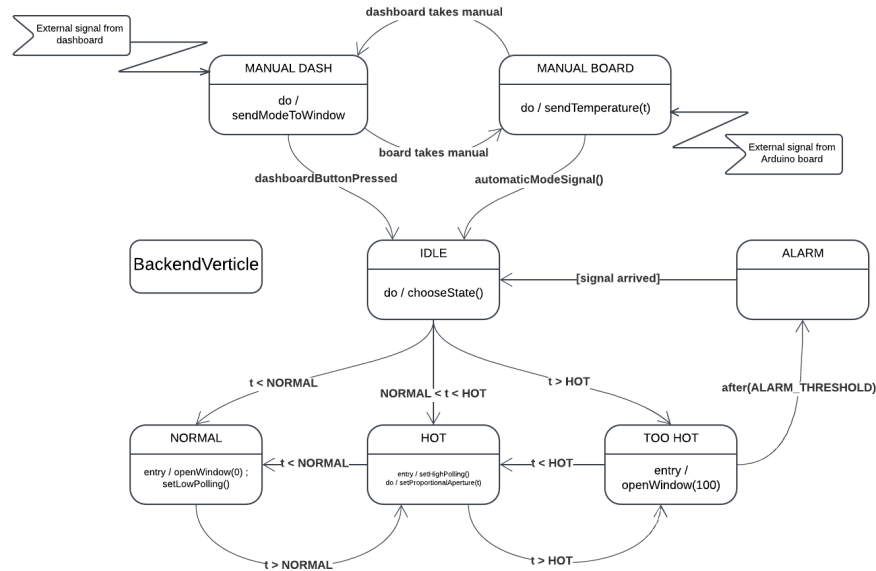 dashboard takes manual
External signal from
dashboard
MANUAL DASH
do /
sendModeToWindow
MANUAL BOARD
do / sendTemperature(t)
board takes manual
External signal from
Arduino board
dashboardButtonPressed
automaticModeSignal()
BackendVerticle
IDLE
do / chooseState()
[signal arrived]
ALARM
t < NORMAL
NORMAL < t < HOT
t > HOT
after(ALARM_THRESHOLD)
NORMAL
entry / openWindow(0) ;
setLowPolling()
t < NORMAL
HOT
entry / setHighPolling()
do / setProportionalAperture(t)
t < HOT
TOO HOT
entry /
openWindow(100)
t > NORMAL
t > HOT